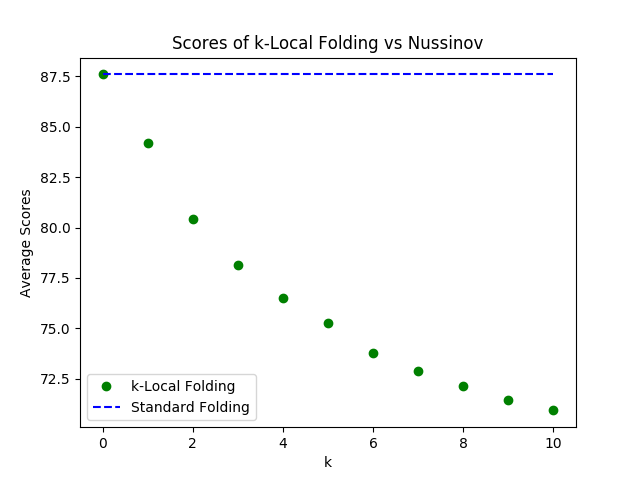 Scores of k-Local Folding vs Nussinov
Average Scores
87.5
85.0
82.5
80.0
77.5
75.0
72.5
k-Local Folding
Standard Folding
0 2 4 6 8 10
k